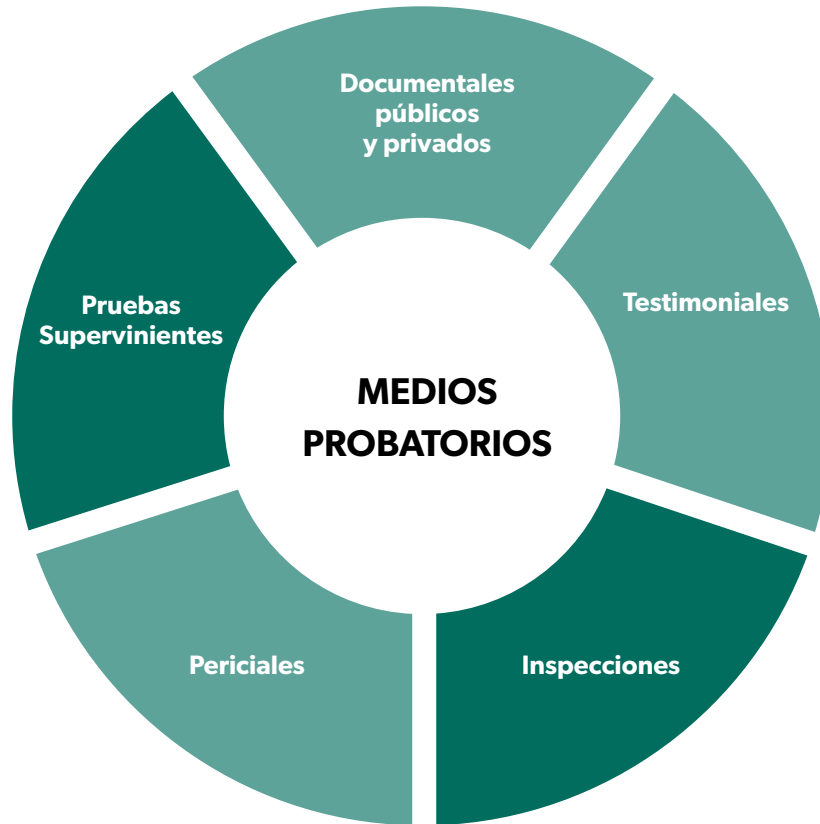 Documentales
públicos
y privados
Testimoniales
Pruebas
Supervinientes
MEDIOS
PROBATORIOS
Periciales
Inspecciones